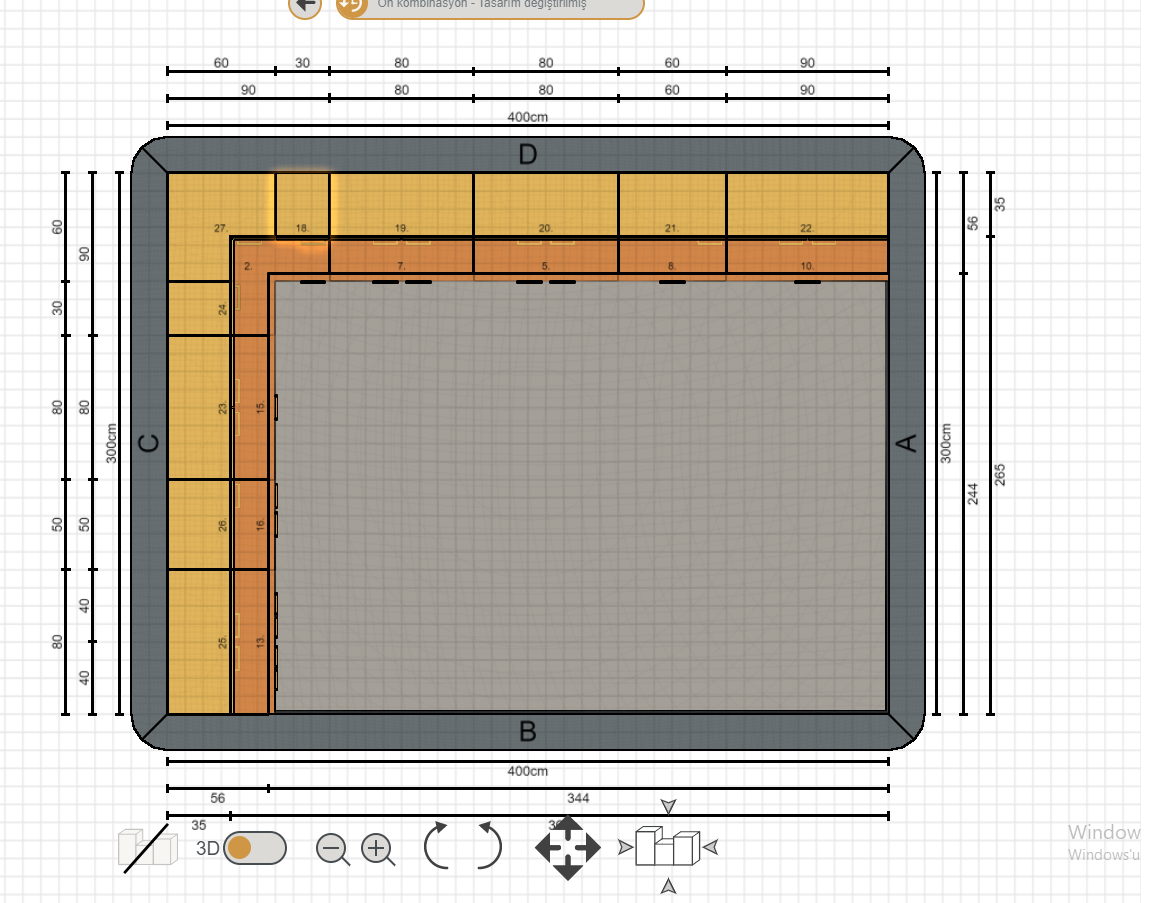 Ön kombinasyon - Tasarım değiştirilmiş
60 30 80 80 60 90
90 80 80 60 90
400cm
D
27. 18. 19. 20. 21. 22.
2. 7. 5. 8. 10.
60 30 80 50 80
90 80 50 40 40
300cm
C
24.
23. 15.
26. 16.
25. 13.
A
300cm
56 244
35 265
B
400cm
56 344
35
3D
Window
Windows'u